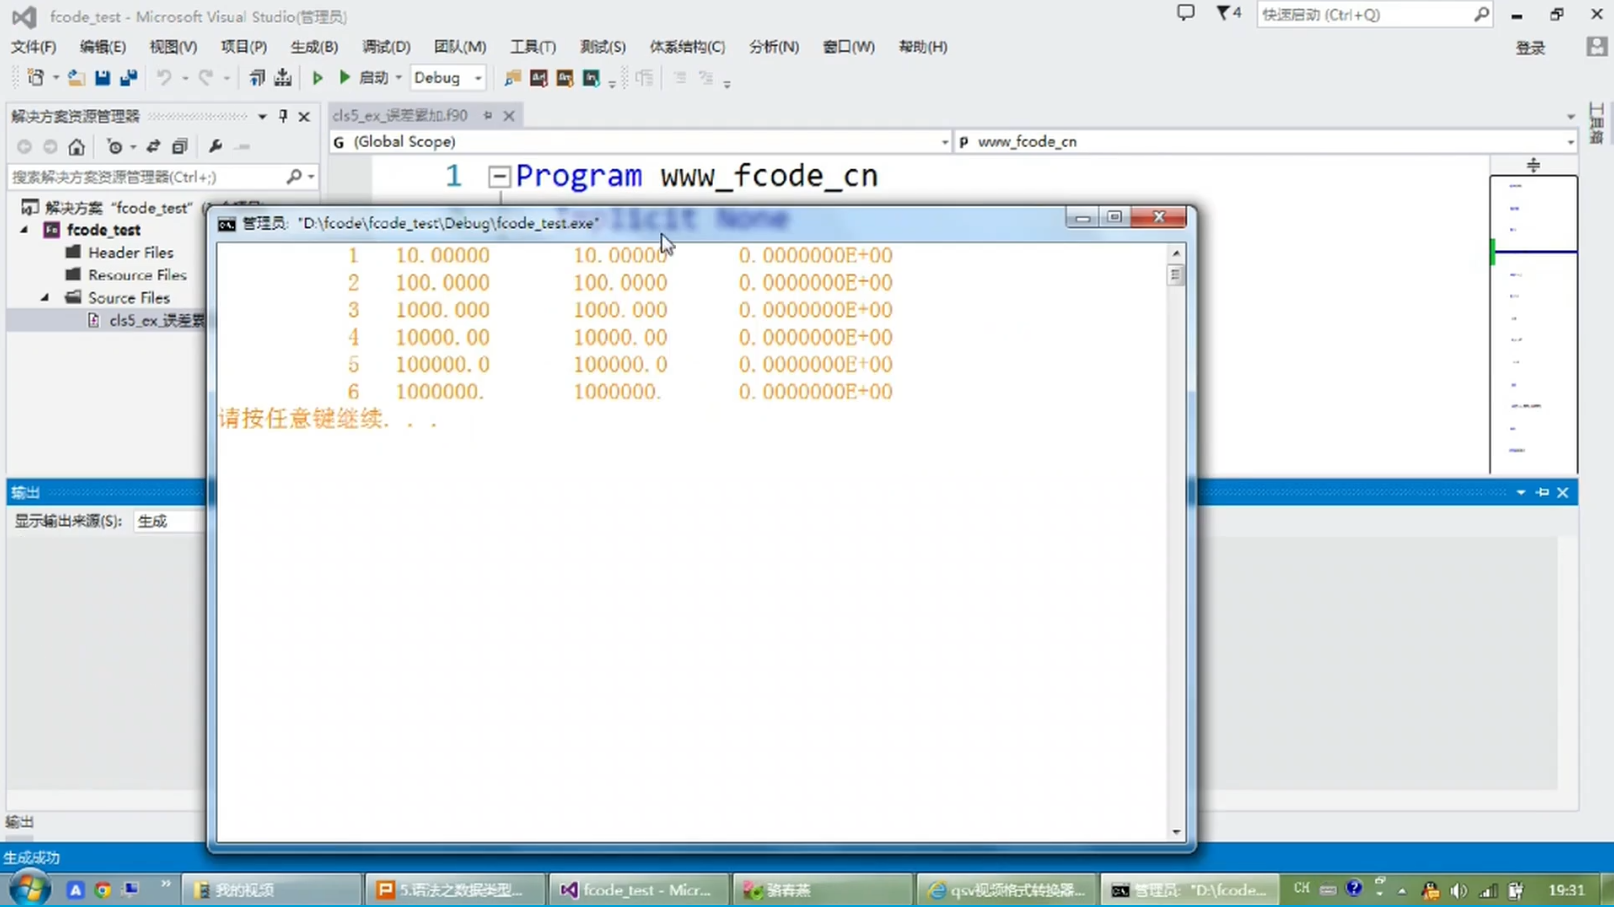 fcode_test - Microsoft Visual Studio(管理员)
4
快速启动 (Ctrl+Q)
文件(F) 编辑(E) 视图(V) 项目(P) 生成(B) 调试(D) 团队(M) 工具(T) 测试(S) 体系结构(C) 分析(N) 窗口(W) 帮助(H)
登录
启动 Debug
解决方案资源管理器
cls5_ex_误差累加.f90
(Global Scope)
www_fcode_cn
搜索解决方案资源管理器(Ctrl+;)
1 Program www_fcode_cn
Implicit None
解决方案 "fcode_test"
fcode_test
Header Files
Resource Files
Source Files
cls5_ex_误差累
管理员: "D:\fcode\fcode_test\Debug\fcode_test.exe"
1 10.00000 10.00000 0.0000000E+00
2 100.0000 100.0000 0.0000000E+00
3 1000.000 1000.000 0.0000000E+00
4 10000.00 10000.00 0.0000000E+00
5 100000.0 100000.0 0.0000000E+00
6 1000000. 1000000. 0.0000000E+00
请按任意键继续. . .
输出
显示输出来源(S): 生成
输出
生成成功
我的视频
5.语法之数据类型...
fcode_test - Micr...
骆春燕
qsv视频格式转换器...
管理员: "D:\fcode...
CH
19:31